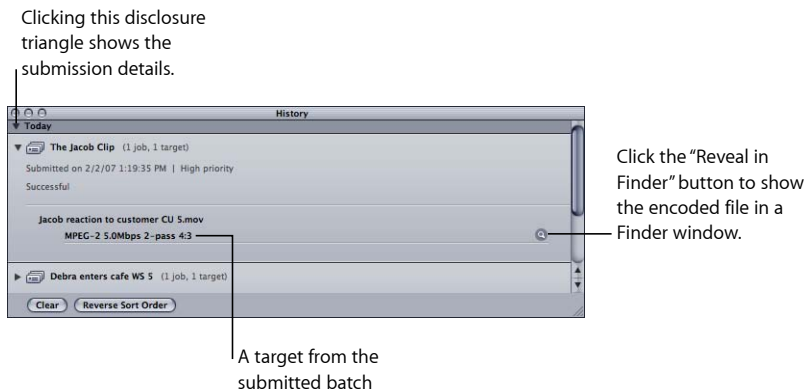 Clicking this disclosure
triangle shows the
submission details.
History
Today
The Jacob Clip (1 job, 1 target)
Submitted on 2/2/07 1:19:35 PM | High priority
Successful
Jacob reaction to customer CU 5.mov
MPEG-2 5.0Mbps 2-pass 4:3
Debra enters cafe WS 5 (1 job, 1 target)
Clear Reverse Sort Order
Click the “Reveal in
Finder” button to show
the encoded file in a
Finder window.
A target from the
submitted batch